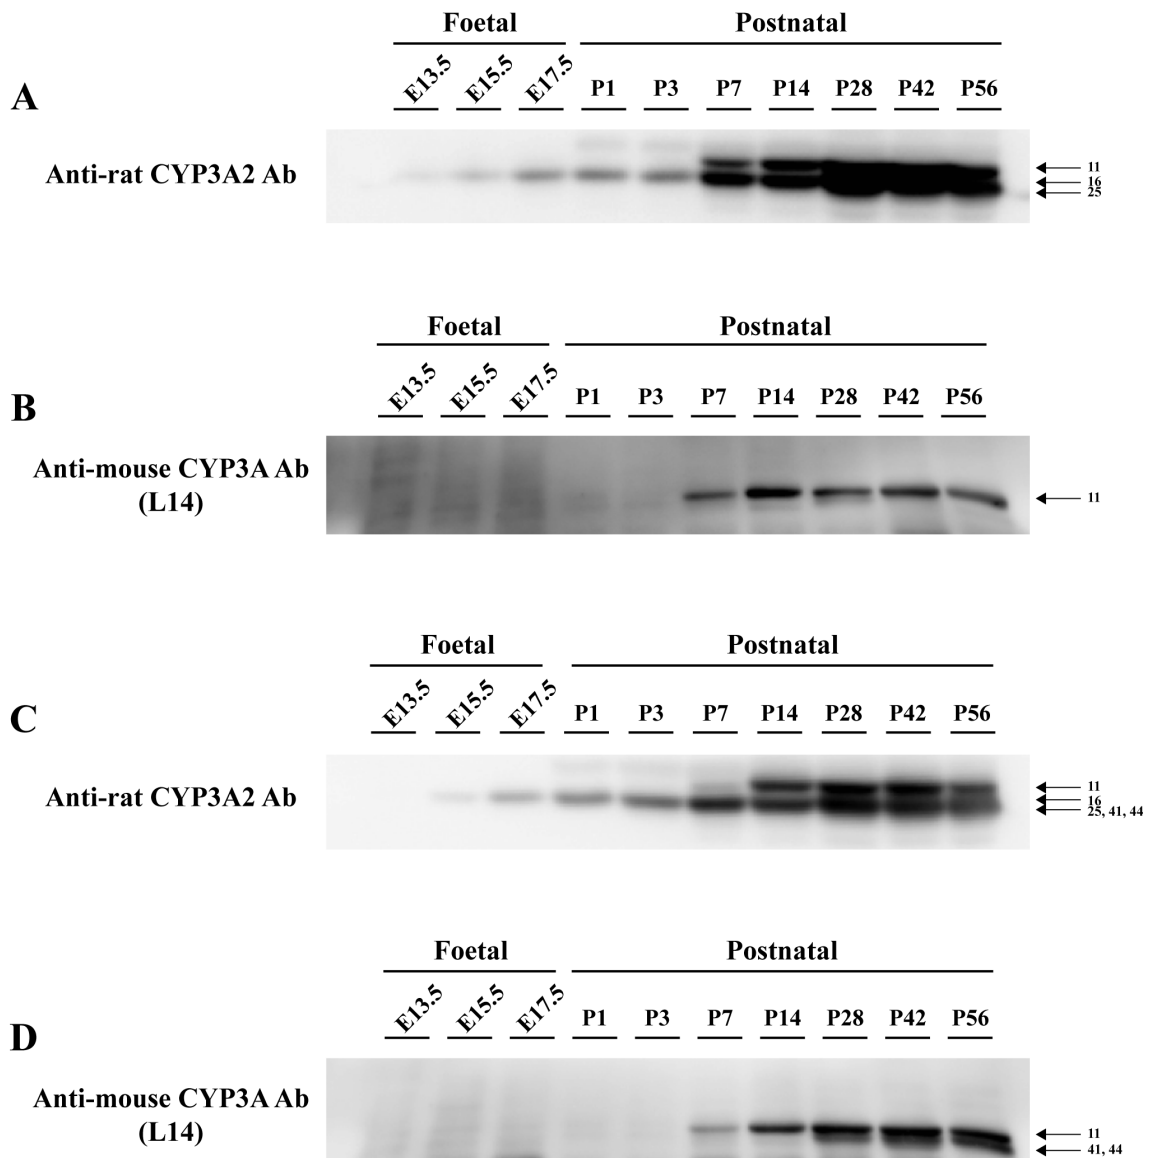 Foetal Postnatal
E13.5 E15.5 E17.5 P1 P3 P7 P14 P28 P42 P56
A
Anti-rat CYP3A2 Ab
11
16
25
Foetal Postnatal
E13.5 E15.5 E17.5 P1 P3 P7 P14 P28 P42 P56
B
Anti-mouse CYP3A Ab
(L14)
11
Foetal Postnatal
E13.5 E15.5 E17.5 P1 P3 P7 P14 P28 P42 P56
C
Anti-rat CYP3A2 Ab
11
16
25, 41, 44
Foetal Postnatal
E13.5 E15.5 E17.5 P1 P3 P7 P14 P28 P42 P56
D
Anti-mouse CYP3A Ab
(L14)
11
41, 44